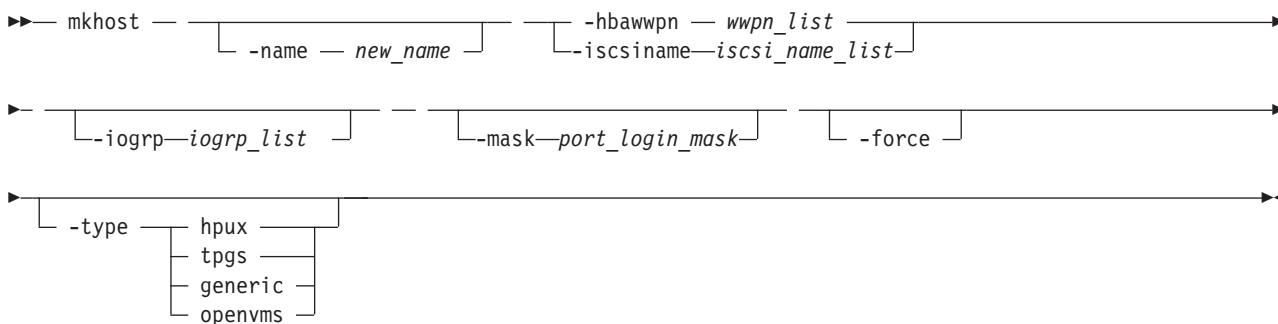 mkhost -name new_name -hbawwpn wwpn_list
-iscsiname iscsi_name_list
-iogrp iogrp_list -mask port_login_mask -force
-type hpux
tpgs
generic
openvms